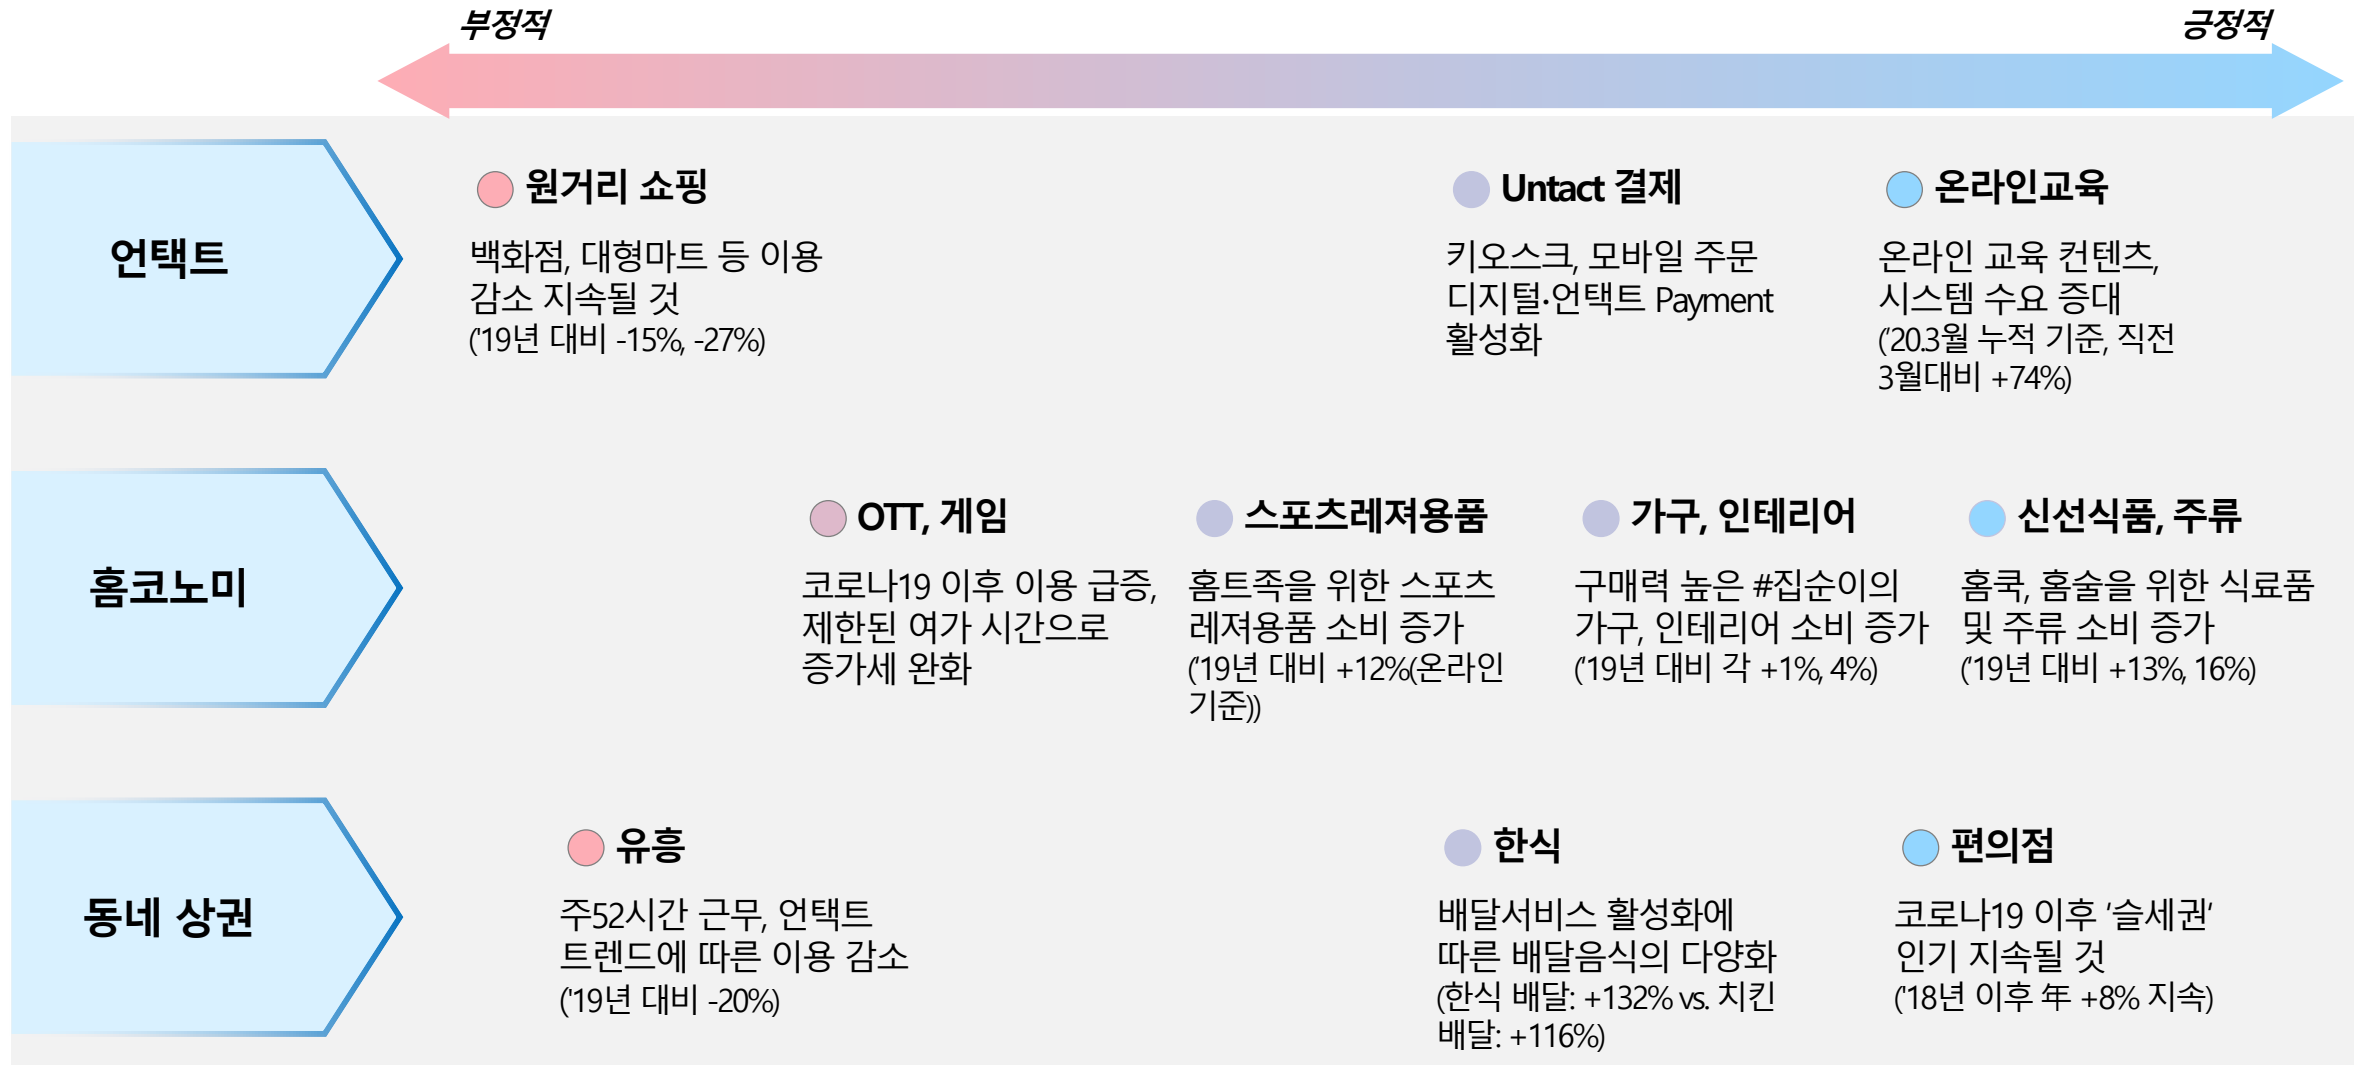 부정적
긍정적
언택트
원거리 쇼핑
백화점, 대형마트 등 이용
감소 지속될 것
('19년 대비 -15%, -27%)
Untact 결제
키오스크, 모바일 주문
디지털·언택트 Payment
활성화
온라인교육
온라인 교육 컨텐츠,
시스템 수요 증대
('20.3월 누적 기준, 직전
3월대비 +74%)
홈코노미
OTT, 게임
코로나19 이후 이용 급증,
제한된 여가 시간으로
증가세 완화
스포츠레져용품
홈트족을 위한 스포츠
레져용품 소비 증가
('19년 대비 +12%(온라인
기준))
가구, 인테리어
구매력 높은 #집순이의
가구, 인테리어 소비 증가
('19년 대비 각 +1%, 4%)
신선식품, 주류
홈쿡, 홈술을 위한 식료품
및 주류 소비 증가
('19년 대비 +13%, 16%)
동네 상권
유흥
주52시간 근무, 언택트
트렌드에 따른 이용 감소
('19년 대비 -20%)
한식
배달서비스 활성화에
따른 배달음식의 다양화
(한식 배달: +132% vs. 치킨
배달: +116%)
편의점
코로나19 이후 '슬세권'
인기 지속될 것
('18년 이후 年 +8% 지속)